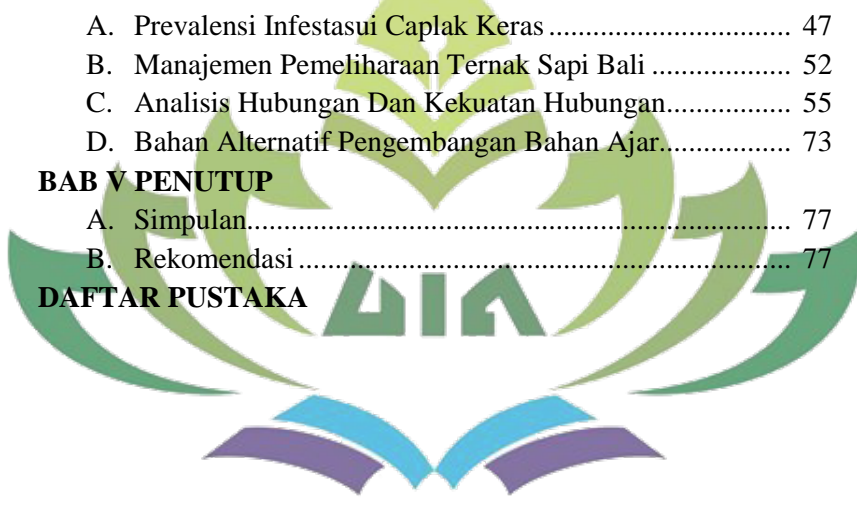 A. Prevalensi Infestasui Caplak Keras ................................ 47
B. Manajemen Pemeliharaan Ternak Sapi Bali .................. 52
C. Analisis Hubungan Dan Kekuatan Hubungan................ 55
D. Bahan Alternatif Pengembangan Bahan Ajar................. 73
BAB V PENUTUP
A. Simpulan......................................................................... 77
B. Rekomendasi .................................................................. 77
DAFTAR PUSTAKA
UIN